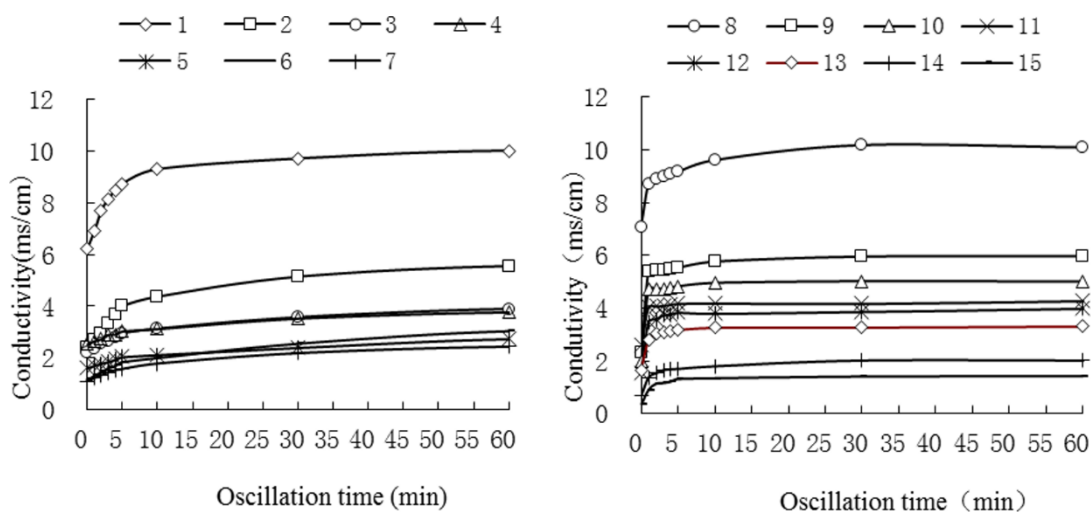 1 2 3 4
5 6 7
12
10
8
6
4
2
0
0 5 10 15 20 25 30 35 40 45 50 55 60
Conductivity(ms/cm)
Oscillation time (min)
8 9 10 11
12 13 14 15
12
10
8
6
4
2
0
0 5 10 15 20 25 30 35 40 45 50 55 60
Condutivity（ms/cm)
Oscillation time（min）